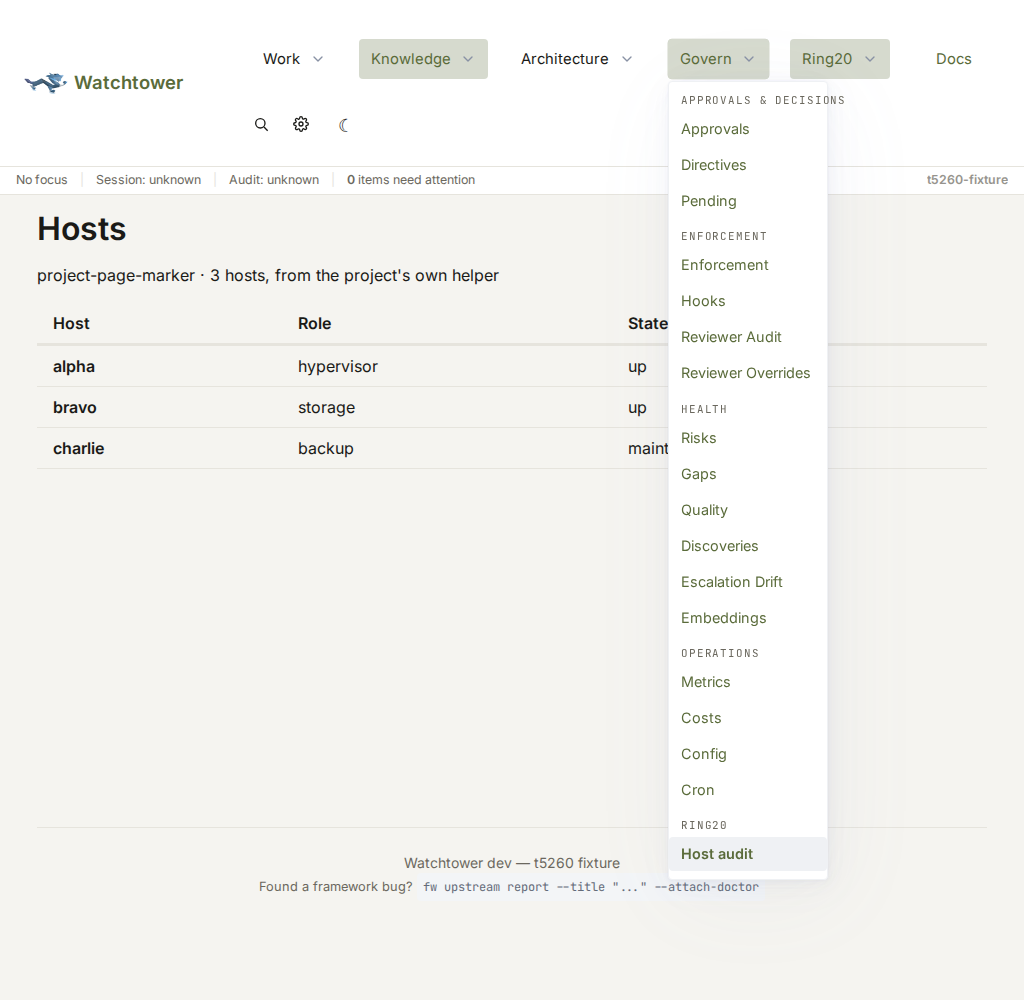 Watchtower
Work
Knowledge
Architecture
Govern
Ring20
Docs
No focus
Session: unknown
Audit: unknown
0 items need attention
t5260-fixture
APPROVALS & DECISIONS
Approvals
Directives
Pending
ENFORCEMENT
Enforcement
Hooks
Reviewer Audit
Reviewer Overrides
HEALTH
Risks
Gaps
Quality
Discoveries
Escalation Drift
Embeddings
OPERATIONS
Metrics
Costs
Config
Cron
RING20
Host audit
Hosts
project-page-marker · 3 hosts, from the project's own helper
Host Role State
alpha hypervisor up
bravo storage up
charlie backup maint
Watchtower dev — t5260 fixture
Found a framework bug? fw upstream report --title "..." --attach-doctor